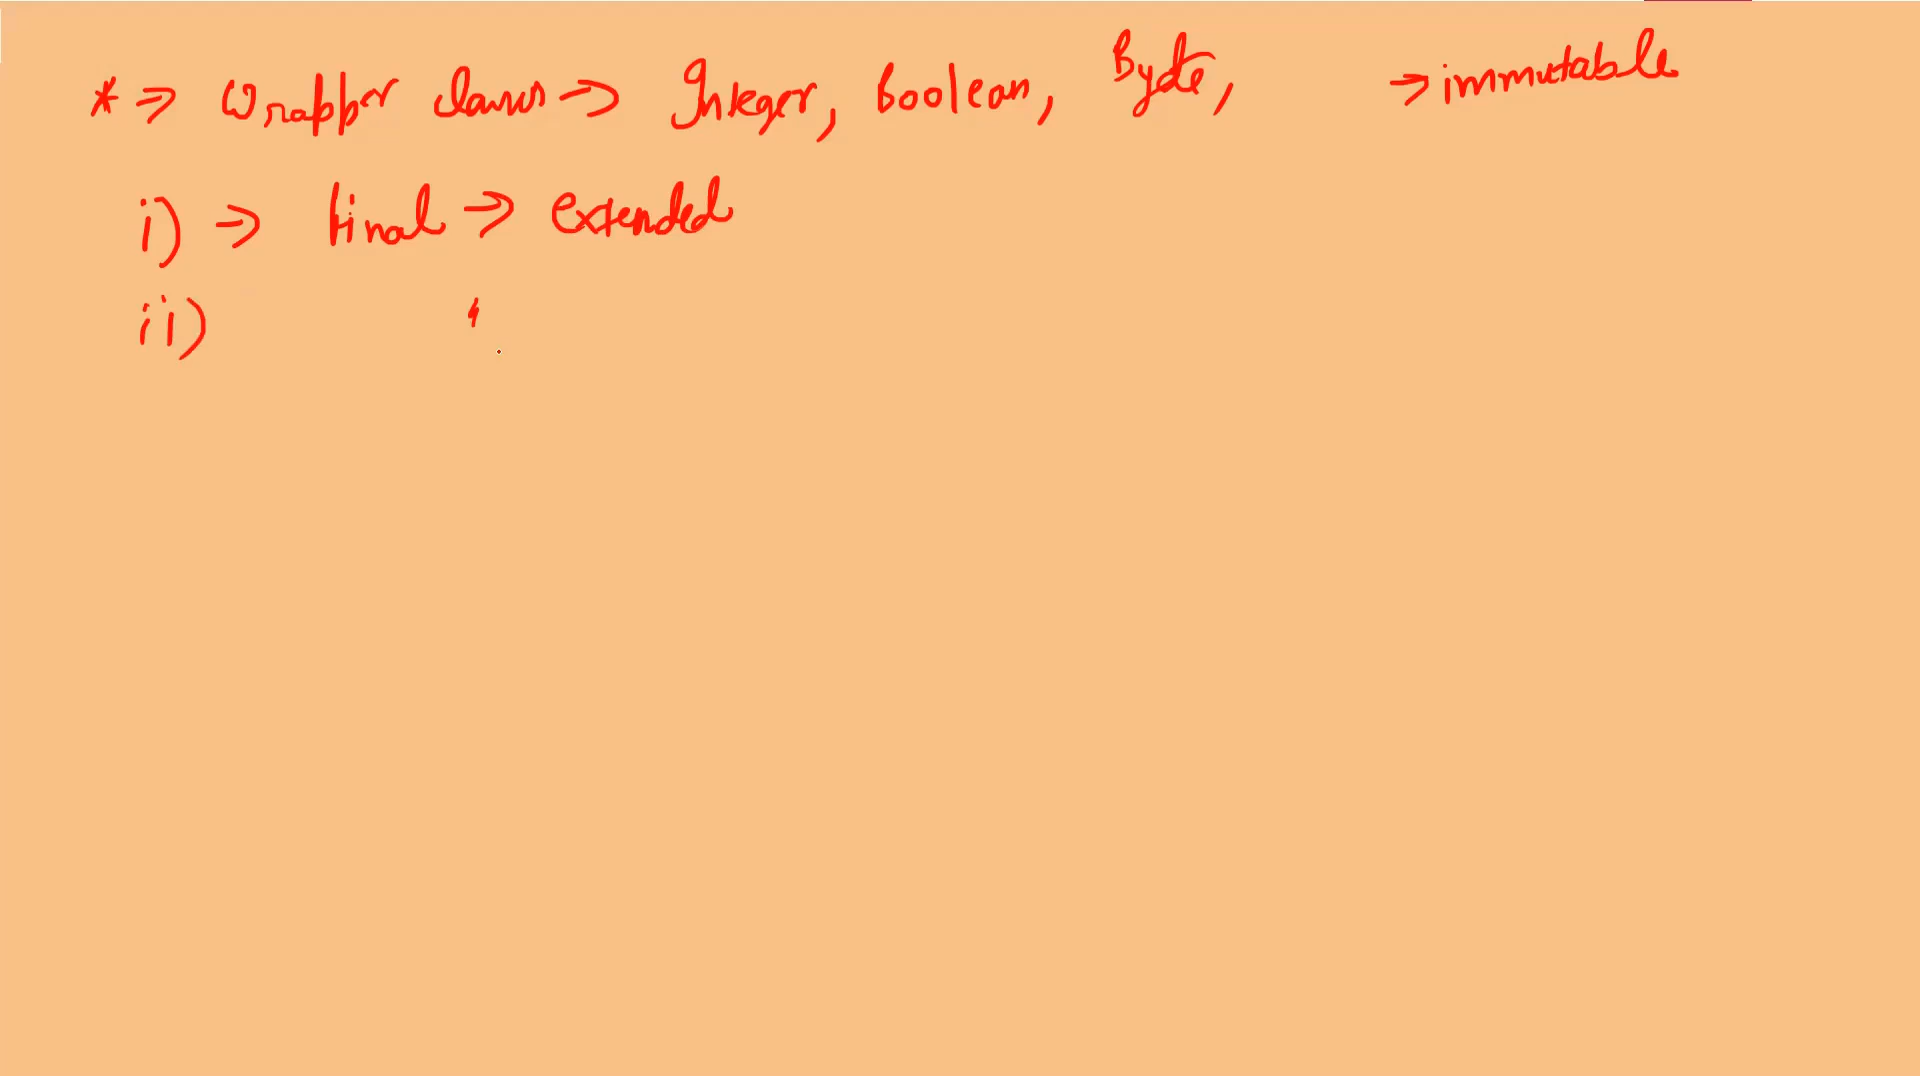 * => Wrapper classes -> Integer, Boolean, Byte, -> immutable
i) => final -> extended
ii)